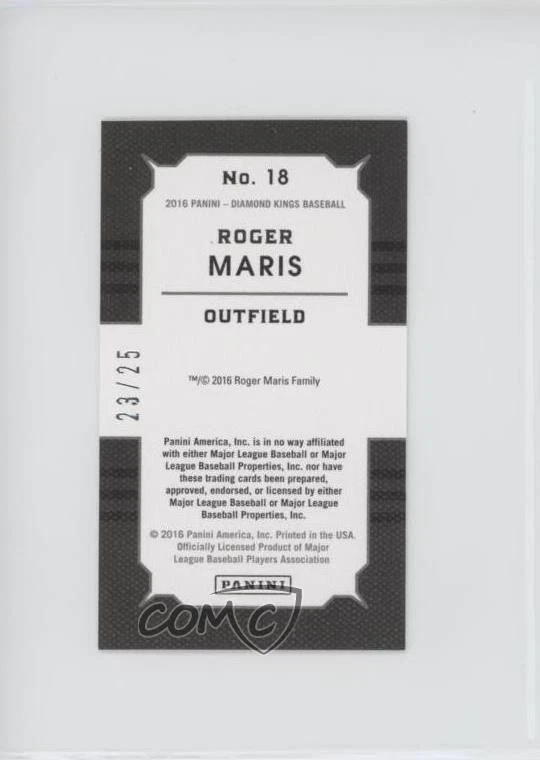 No. 18
2016 PANINI – DIAMOND KINGS BASEBALL
ROGER
MARIS
OUTFIELD
23/25
™/© 2016 Roger Maris Family
Panini America, Inc. is in no way affiliated
with either Major League Baseball or Major
League Baseball Properties, Inc. nor have
these trading cards been prepared,
approved, endorsed, or licensed by either
Major League Baseball or Major League
Baseball Properties, Inc.
© 2016 Panini America, Inc. Printed in the USA.
Officially Licensed Product of Major
League Baseball Players Association
PANINI
COMC